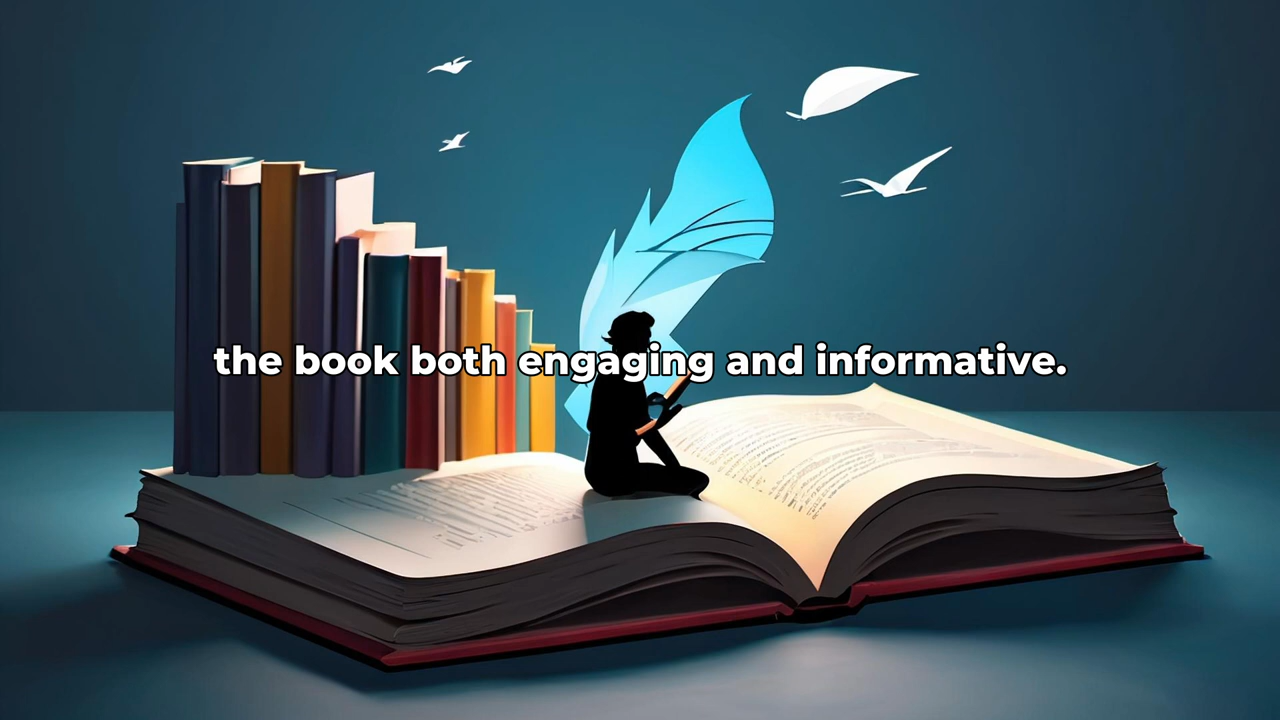 the book both engaging and informative.